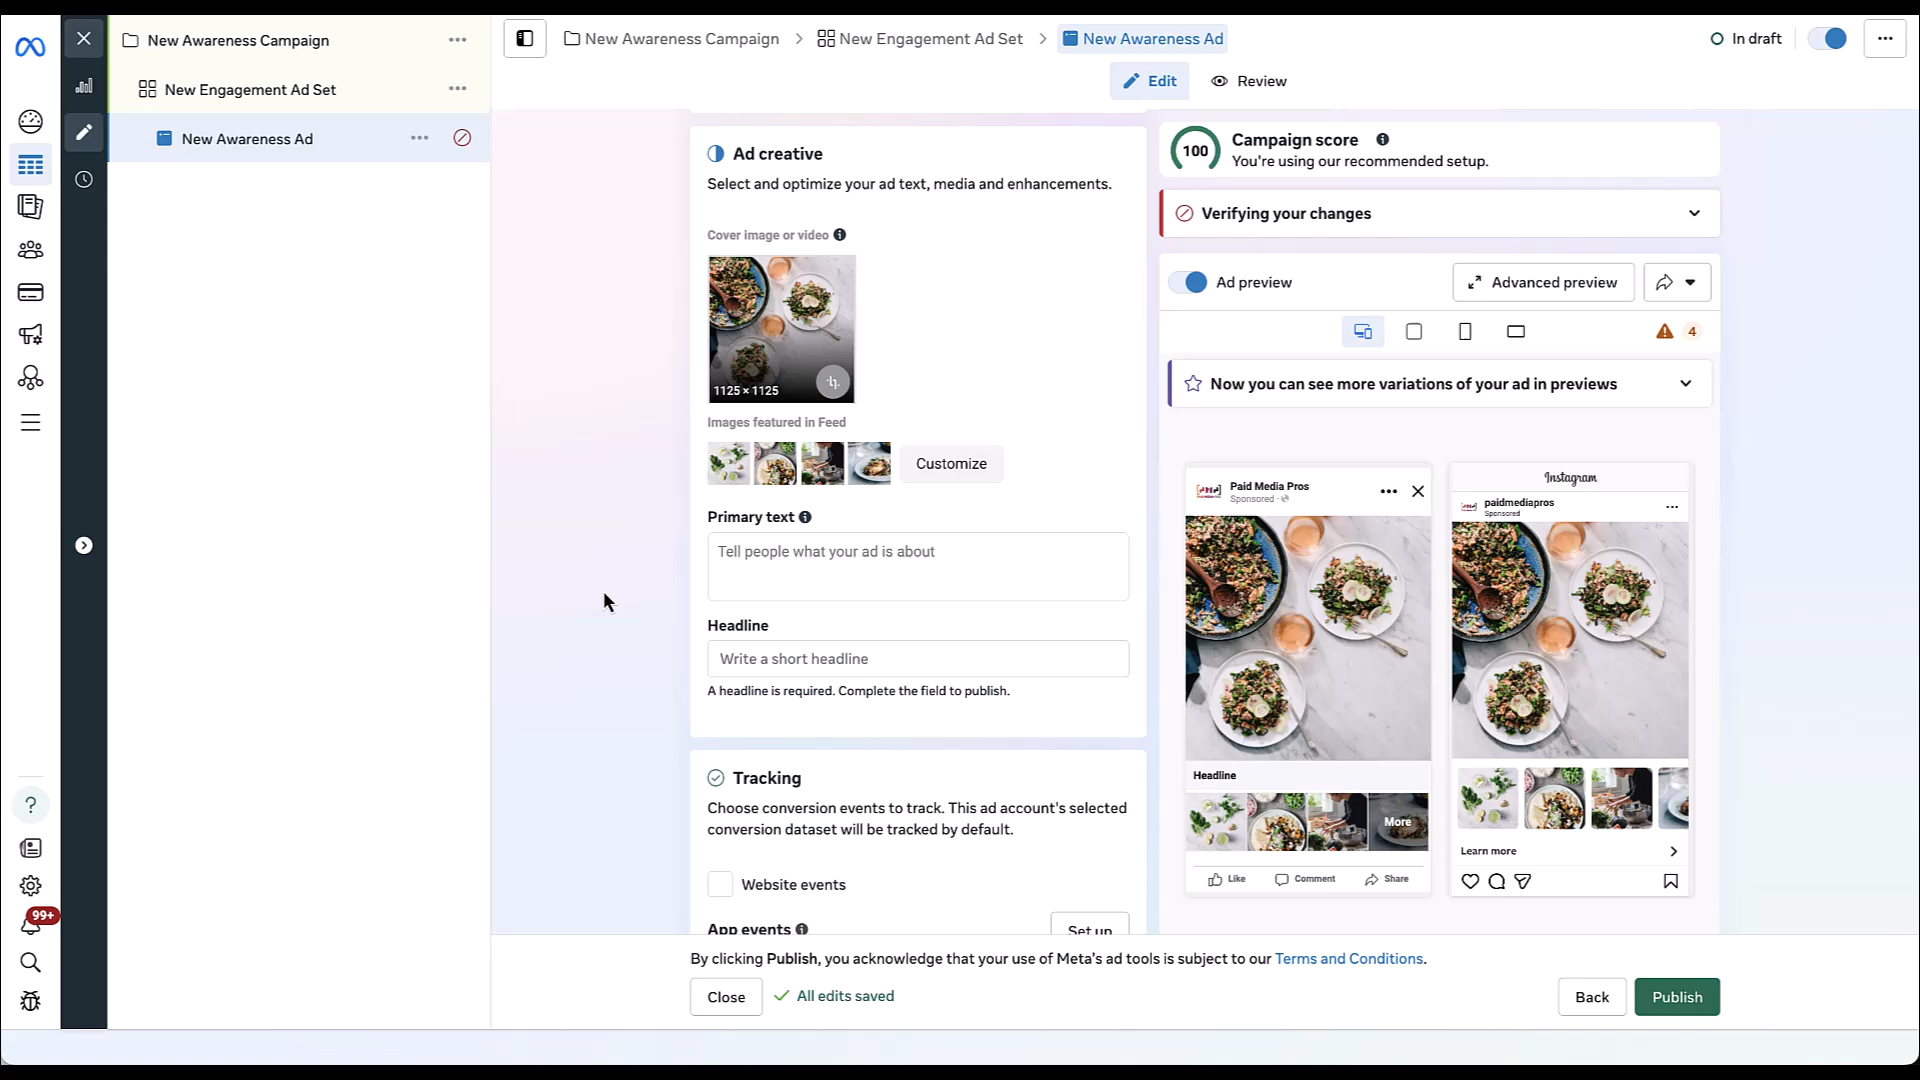 New Awareness Campaign
New Engagement Ad Set
New Awareness Ad
New Awareness Campaign
New Engagement Ad Set
New Awareness Ad
In draft
Edit
Review
Ad creative
Select and optimize your ad text, media and enhancements.
Cover image or video
1125 × 1125
Images featured in Feed
Customize
Primary text
Tell people what your ad is about
Headline
Write a short headline
A headline is required. Complete the field to publish.
Tracking
Choose conversion events to track. This ad account's selected
conversion dataset will be tracked by default.
Website events
App events
Set up
100
Campaign score
You're using our recommended setup.
Verifying your changes
Ad preview
Advanced preview
4
Now you can see more variations of your ad in previews
Paid Media Pros
Sponsored ·
Headline
More
Like
Comment
Share
Instagram
paidmediapros
Sponsored
Learn more
99+
By clicking Publish, you acknowledge that your use of Meta's ad tools is subject to our Terms and Conditions.
Close
All edits saved
Back
Publish